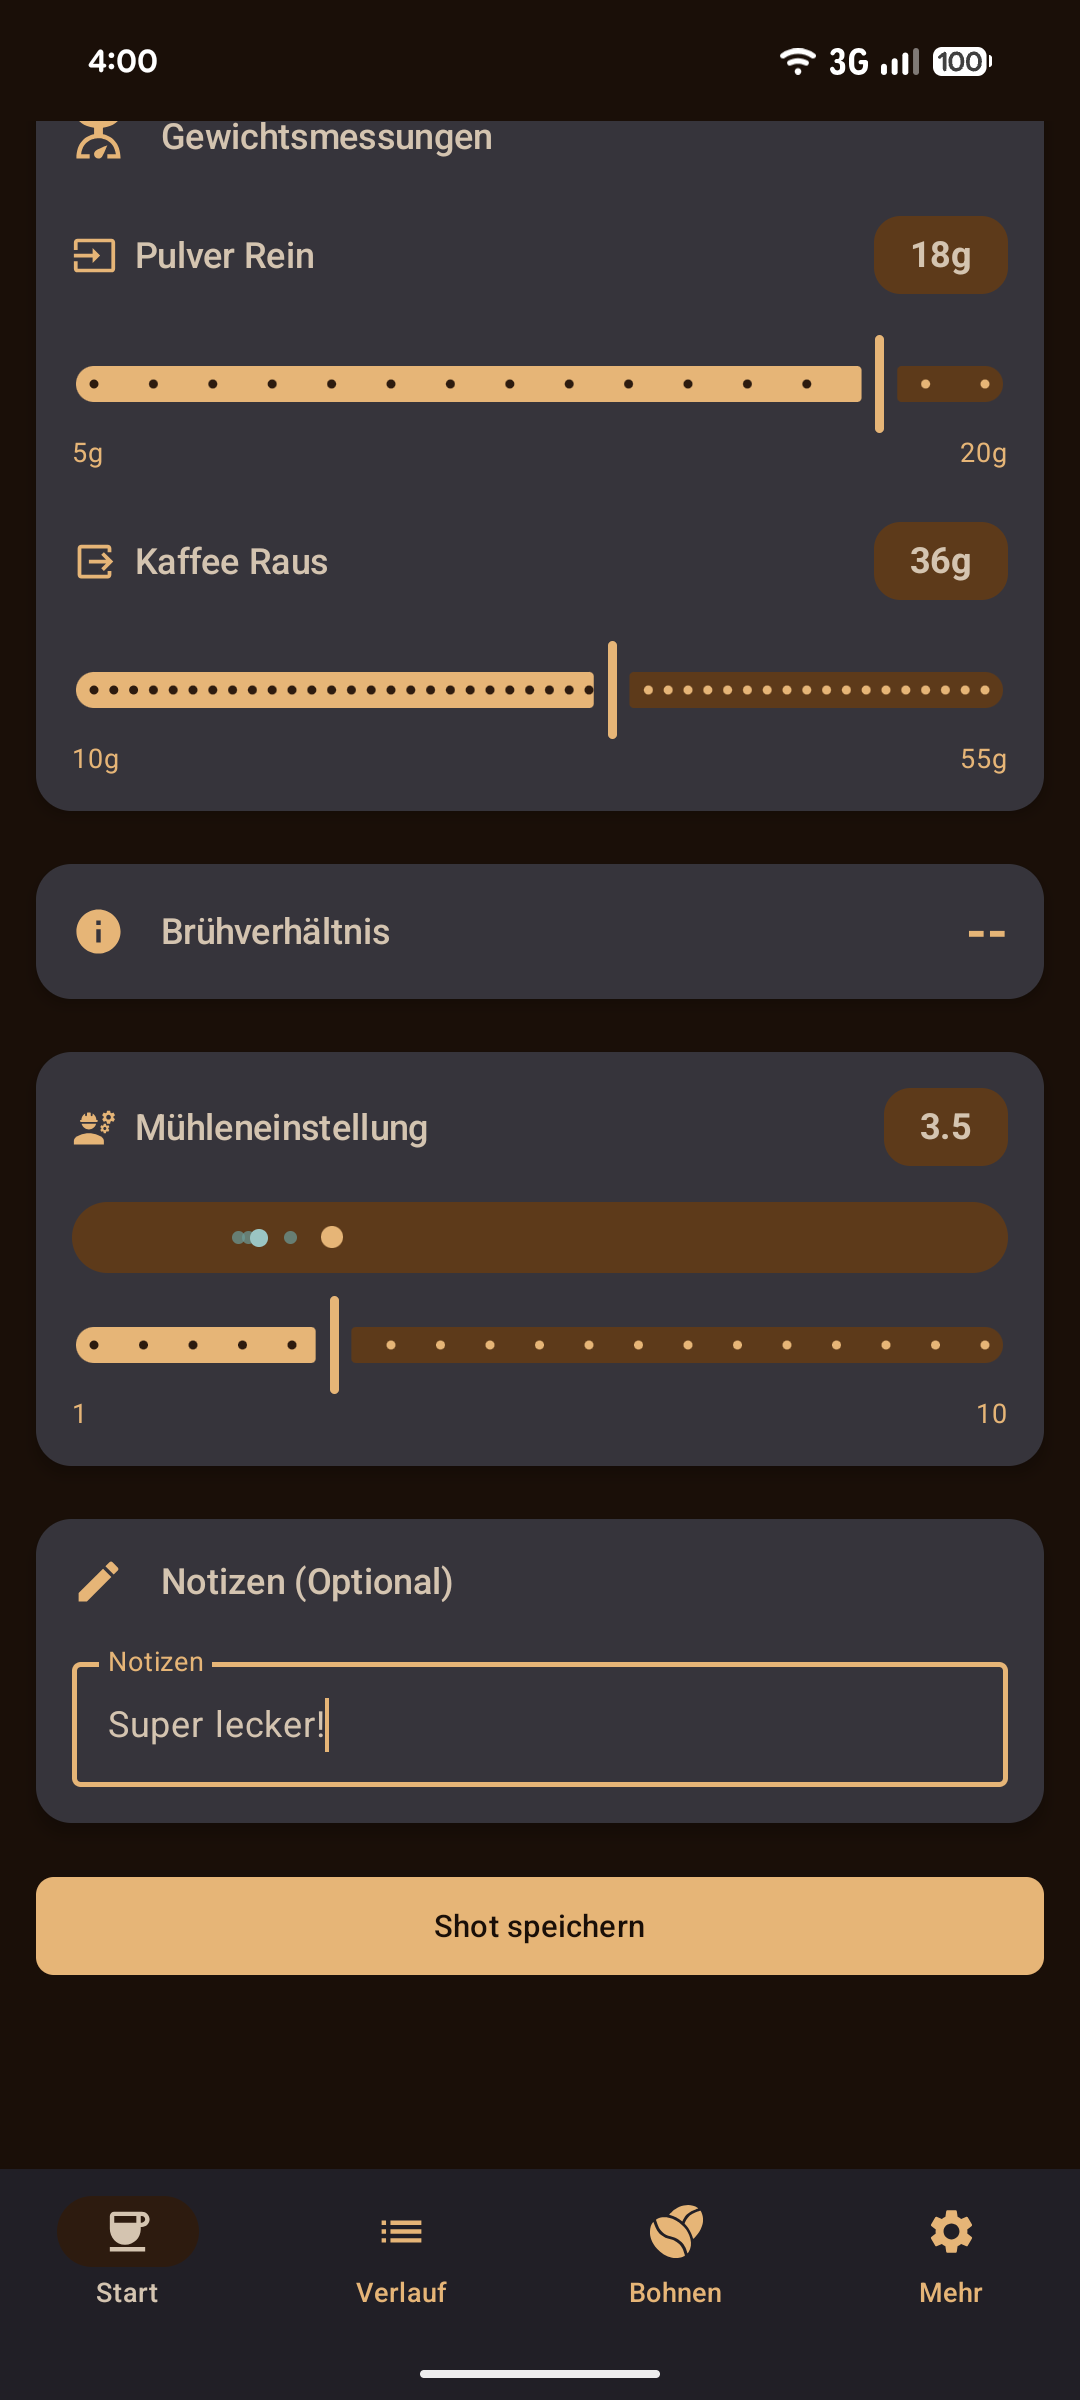 4:00
3G
100
Gewichtsmessungen
Pulver Rein
18g
5g
20g
Kaffee Raus
36g
10g
55g
Brühverhältnis
--
Mühleneinstellung
3.5
1
10
Notizen (Optional)
Notizen
Super lecker!
Shot speichern
Start
Verlauf
Bohnen
Mehr